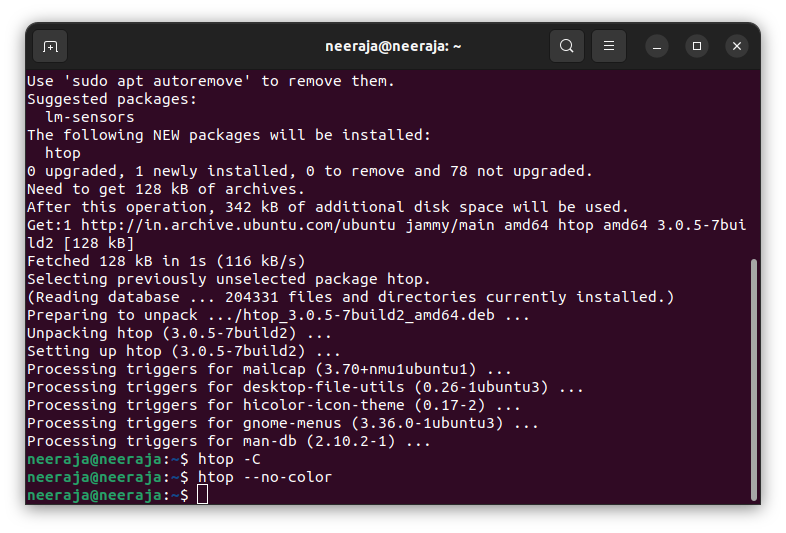 neeraja@neeraja: ~
Use 'sudo apt autoremove' to remove them.
Suggested packages:
  lm-sensors
The following NEW packages will be installed:
  htop
0 upgraded, 1 newly installed, 0 to remove and 78 not upgraded.
Need to get 128 kB of archives.
After this operation, 342 kB of additional disk space will be used.
Get:1 http://in.archive.ubuntu.com/ubuntu jammy/main amd64 htop amd64 3.0.5-7bui
ld2 [128 kB]
Fetched 128 kB in 1s (116 kB/s)
Selecting previously unselected package htop.
(Reading database ... 204331 files and directories currently installed.)
Preparing to unpack .../htop_3.0.5-7build2_amd64.deb ...
Unpacking htop (3.0.5-7build2) ...
Setting up htop (3.0.5-7build2) ...
Processing triggers for mailcap (3.70+nmu1ubuntu1) ...
Processing triggers for desktop-file-utils (0.26-1ubuntu3) ...
Processing triggers for hicolor-icon-theme (0.17-2) ...
Processing triggers for gnome-menus (3.36.0-1ubuntu3) ...
Processing triggers for man-db (2.10.2-1) ...
neeraja@neeraja:~$ htop -C
neeraja@neeraja:~$ htop --no-color
neeraja@neeraja:~$